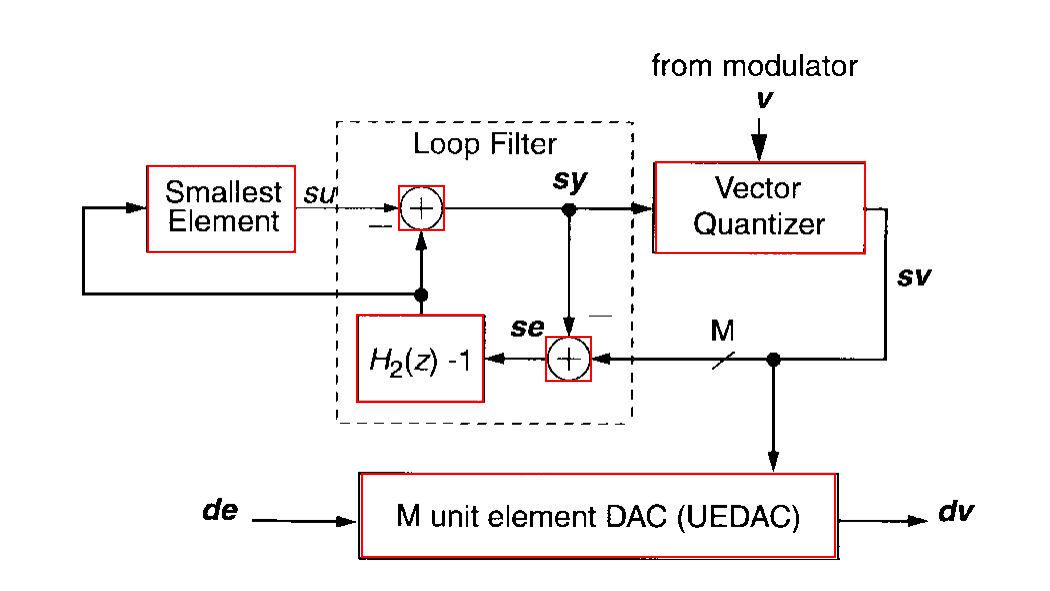 from modulator
v
Loop Filter
Smallest
Element
su
sy
Vector
Quantizer
sv
M
se
H2(z) -1
de
M unit element DAC (UEDAC)
dv